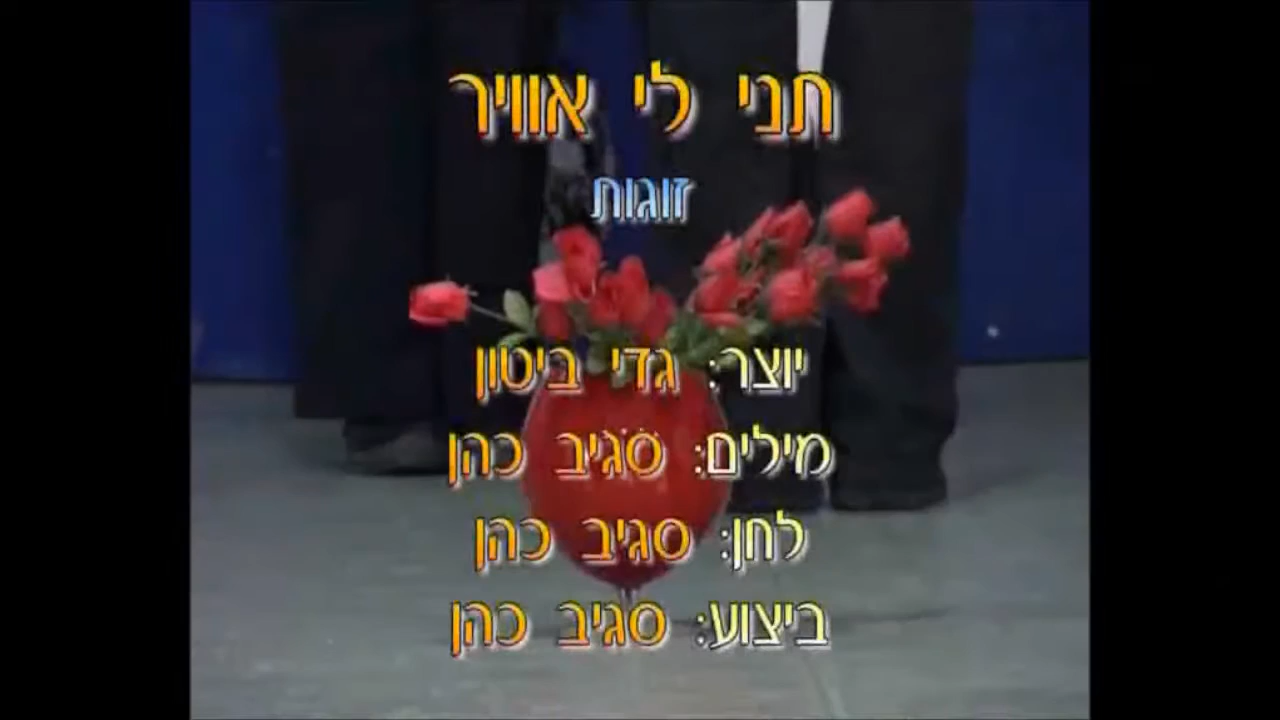 תני לי אוויר
זוגות
יוצר: גדי ביטון
מילים: סגיב כהן
לחן: סגיב כהן
ביצוע: סגיב כהן